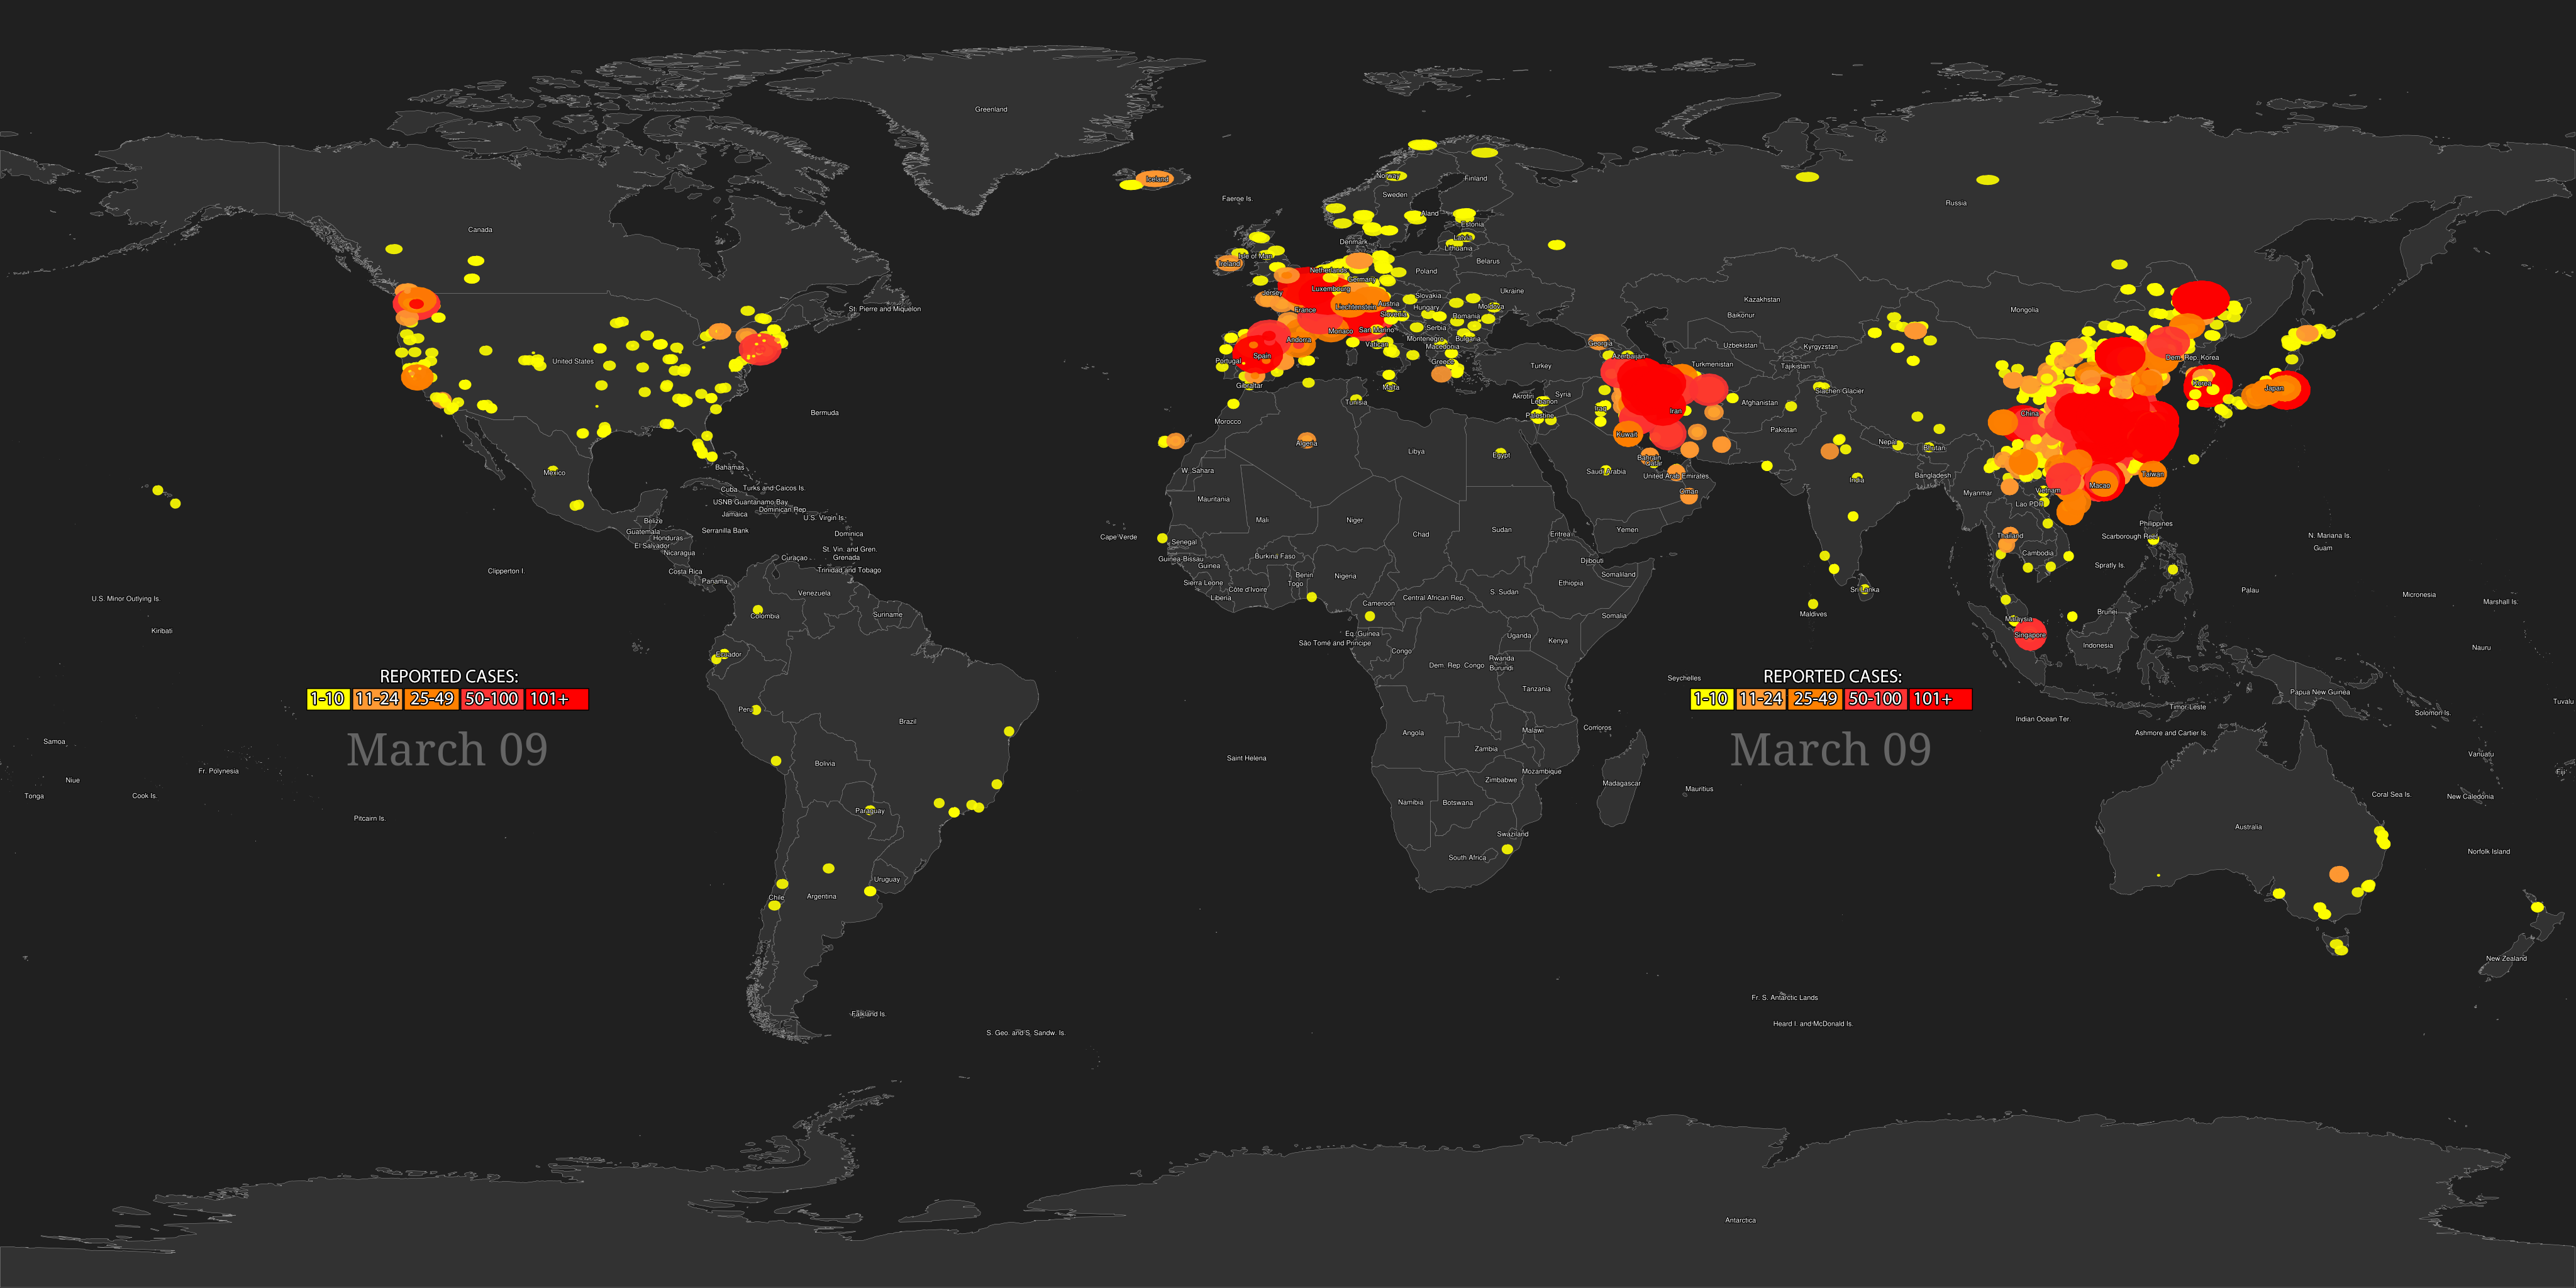 Greenland
Iceland
Norway
Finland
Sweden
Russia
Faeroe Is.
Aland
Canada
Estonia
Latvia
Denmark
Lithuania
Isle of Man
Ireland
Belarus
Netherlands
Poland
Germany
Luxembourg
Ukraine
Jersey
Slovakia
Kazakhstan
Austria
Liechtenstein
Hungary
Moldova
St. Pierre and Miquelon
France
Mongolia
Slovenia
Romania
Baikonur
Monaco
San Marino
Serbia
Andorra
Montenegro
Bulgaria
Vatican
Macedonia
Georgia
Uzbekistan
Kyrgyzstan
Spain
Azerbaijan
Dem. Rep. Korea
United States
Portugal
Greece
Turkey
Turkmenistan
Tajikistan
Gibraltar
Malta
Korea
Japan
Siachen Glacier
Akrotiri
Syria
Lebanon
Tunisia
Afghanistan
Iraq
Iran
Bermuda
Palestine
China
Morocco
Pakistan
Kuwait
Algeria
Nepal
Bhutan
Libya
Egypt
Bahrain
Qatar
Bahamas
W. Sahara
Saudi Arabia
United Arab Emirates
Bangladesh
India
Taiwan
Mexico
Macao
Cuba
Turks and Caicos Is.
Vietnam
Myanmar
Oman
Mauritania
USNB Guantanamo Bay
Lao PDR
Dominican Rep.
Jamaica
U.S. Virgin Is.
Belize
Mali
Niger
Sudan
Philippines
Guatemala
Serranilla Bank
Yemen
Honduras
Dominica
Chad
Eritrea
Thailand
Scarborough Reef
N. Mariana Is.
Cape Verde
Senegal
El Salvador
Guam
Nicaragua
St. Vin. and Gren.
Cambodia
Curaçao
Grenada
Burkina Faso
Guinea-Bissau
Djibouti
Guinea
Spratly Is.
Clipperton I.
Costa Rica
Trinidad and Tobago
Benin
Nigeria
Somaliland
Panama
Sierra Leone
Togo
Ethiopia
Côte d'Ivoire
Palau
Venezuela
S. Sudan
Sri Lanka
Micronesia
U.S. Minor Outlying Is.
Liberia
Central African Rep.
Cameroon
Marshall Is.
Colombia
Suriname
Maldives
Somalia
Brunei
Malaysia
Kiribati
Eq. Guinea
Uganda
Singapore
São Tomé and Principe
Kenya
Indonesia
Nauru
Ecuador
Congo
Rwanda
Dem. Rep. Congo
Burundi
Seychelles
REPORTED CASES:
1-10 11-24 25-49 50-100 101+
March 09
REPORTED CASES:
1-10 11-24 25-49 50-100 101+
March 09
Tanzania
Papua New Guinea
Tuvalu
Peru
Timor-Leste
Solomon Is.
Indian Ocean Ter.
Brazil
Comoros
Angola
Malawi
Ashmore and Cartier Is.
Samoa
Zambia
Vanuatu
Saint Helena
Bolivia
Fr. Polynesia
Mozambique
Fiji
Niue
Zimbabwe
Madagascar
Mauritius
Tonga
Cook Is.
Coral Sea Is.
New Caledonia
Namibia
Botswana
Paraguay
Pitcairn Is.
Australia
Swaziland
Norfolk Island
South Africa
Uruguay
Argentina
Chile
New Zealand
Fr. S. Antarctic Lands
Falkland Is.
Heard I. and McDonald Is.
S. Geo. and S. Sandw. Is.
Antarctica